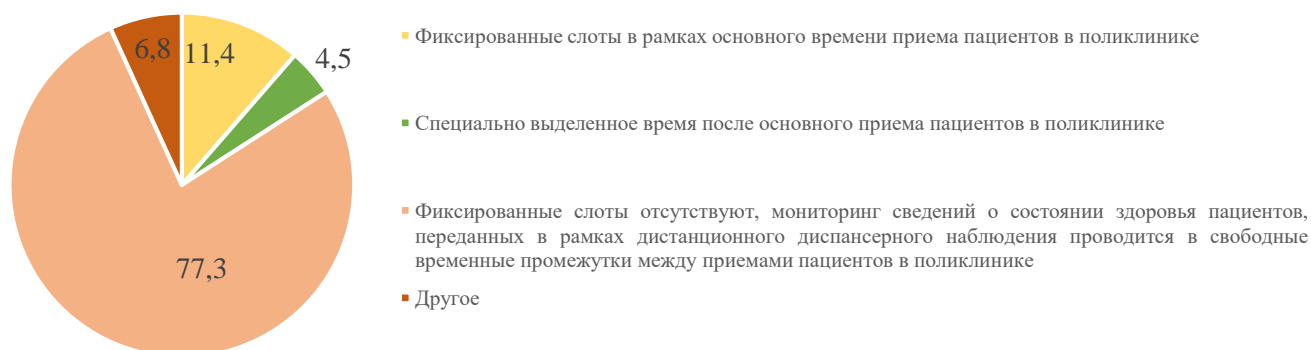 6,8
11,4
4,5
77,3
Фиксированные слоты в рамках основного времени приема пациентов в поликлинике
Специально выделенное время после основного приема пациентов в поликлинике
Фиксированные слоты отсутствуют, мониторинг сведений о состоянии здоровья пациентов,
переданных в рамках дистанционного диспансерного наблюдения проводится в свободные
временные промежутки между приемами пациентов в поликлинике
Другое